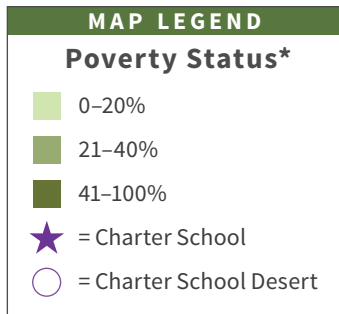 MAP LEGEND
Poverty Status*
0–20%
21–40%
41–100%
= Charter School
= Charter School Desert